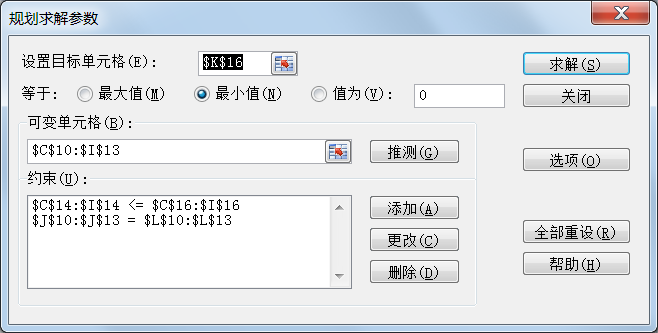 规划求解参数
设置目标单元格(E): $K$16 求解(S)
等于: 最大值(M) 最小值(N) 值为(V): 0 关闭
可变单元格(B):
$C$10:$I$13 推测(G) 选项(O)
约束(U):
$C$14:$I$14 <= $C$16:$I$16 添加(A)
$J$10:$J$13 = $L$10:$L$13
更改(C) 全部重设(R)
删除(D) 帮助(H)